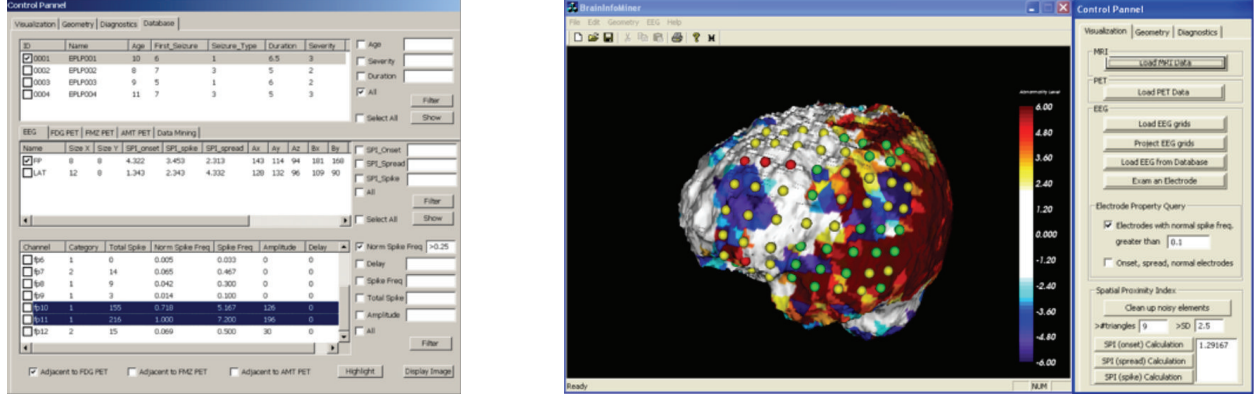 Control Pannel
Visualization Geometry Diagnostics Database
ID Name Age First_Seizure Seizure_Type Duration Severity
0001 EPLP001 10 6 1 6.5 3
0002 EPLP002 8 7 3 5 2
0003 EPLP003 9 5 1 6 2
0004 EPLP004 11 7 3 5 3
Age
Severity
Duration
All
Filter
Select All Show
EEG FDG PET FMZ PET AMT PET Data Mining
Name Size X Size Y SPI_onset SPI_spike SPI_spread Ax Ay Az Bx By
FP 8 8 4.322 3.453 2.313 143 114 94 181 168
LAT 12 8 1.343 2.343 4.332 128 132 96 189 90
SPI_Onset
SPI_Spread
SPI_Spike
All
Filter
Select All Show
Channel Category Total Spike Norm Spike Freq Spike Freq Amplitude Delay
fp6 1 0 0.005 0.033 0 0
fp7 2 14 0.065 0.467 0 0
fp8 1 9 0.042 0.300 0 0
fp9 1 3 0.014 0.100 0 0
fp10 1 155 0.718 5.167 126 0
fp11 1 216 1.000 7.200 196 0
fp12 2 15 0.069 0.500 30 0
Norm Spike Freq >0.25
Delay
Spike Freq
Total Spike
Amplitude
All
Filter
Adjacent to FDG PET Adjacent to FMZ PET Adjacent to AMT PET Highlight Display Image
BrainInfoMiner
File Edit Geometry EEG Help
Abnormality Level
6.00
4.80
3.60
2.40
1.20
0.000
-1.20
-2.40
-3.60
-4.80
-6.00
Ready NUM
Control Pannel
Visualization Geometry Diagnostics
MRI
Load MRI Data
PET
Load PET Data
EEG
Load EEG grids
Project EEG grids
Load EEG from Database
Exam an Electrode
Electrode Property Query
Electrodes with normal spike freq.
greater than 0.1
Onset, spread, normal electrodes
Spatial Proximity Index
Clean up noisy elements
>#triangles 9 >SD 2.5
SPI (onset) Calculation 1.29167
SPI (spread) Calculation
SPI (spike) Calculation